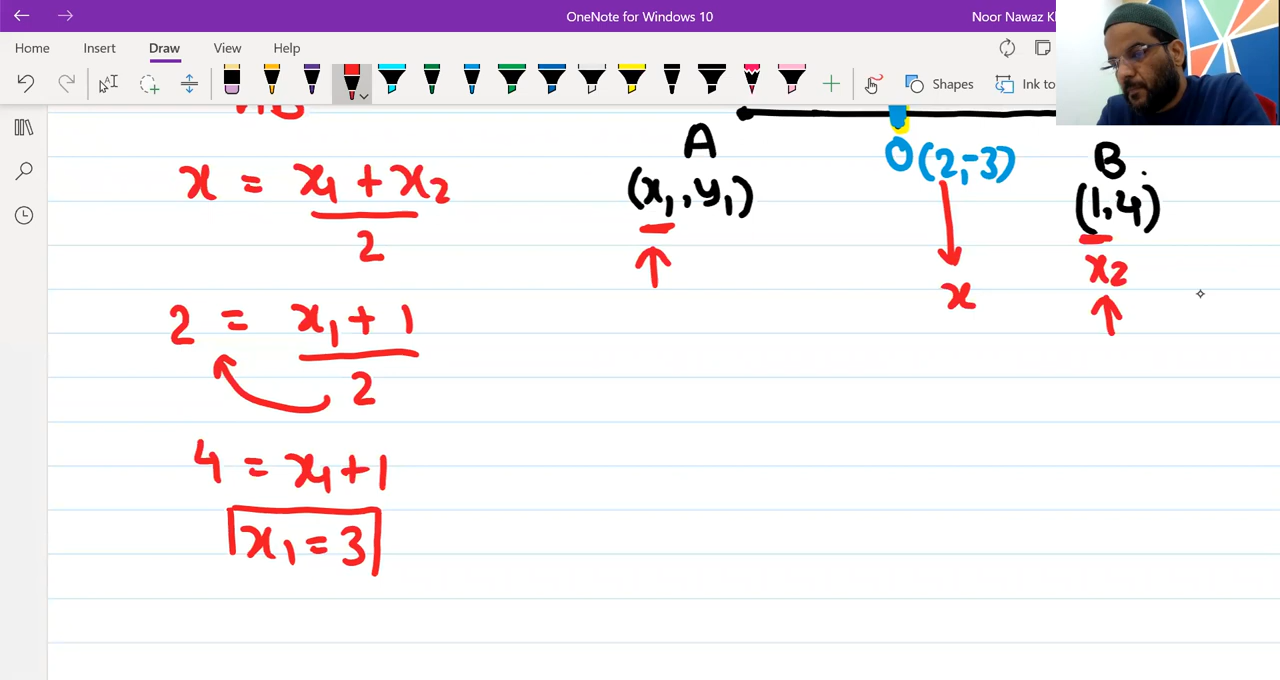 OneNote for Windows 10
Noor Nawaz
Home Insert Draw View Help
Shapes
Ink to
A
O(2,-3)
B.
(x₁,y₁)
(1,4)
x₂
x
x = x₁ + x₂
2
2 = x₁ + 1
2
4 = x₁ + 1
x₁ = 3